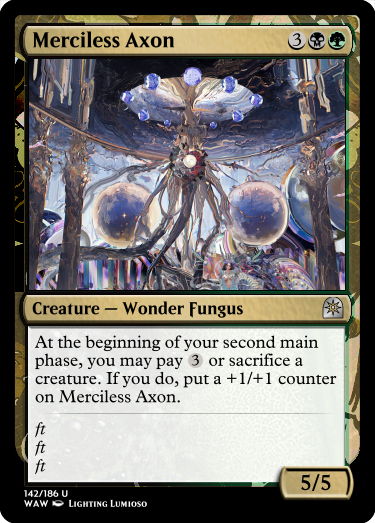 Merciless Axon 3
Creature — Wonder Fungus
At the beginning of your second main
phase, you may pay 3 or sacrifice a
creature. If you do, put a +1/+1 counter
on Merciless Axon.
ft
ft
ft
5/5
142/186 U
WAW Lighting Lumioso